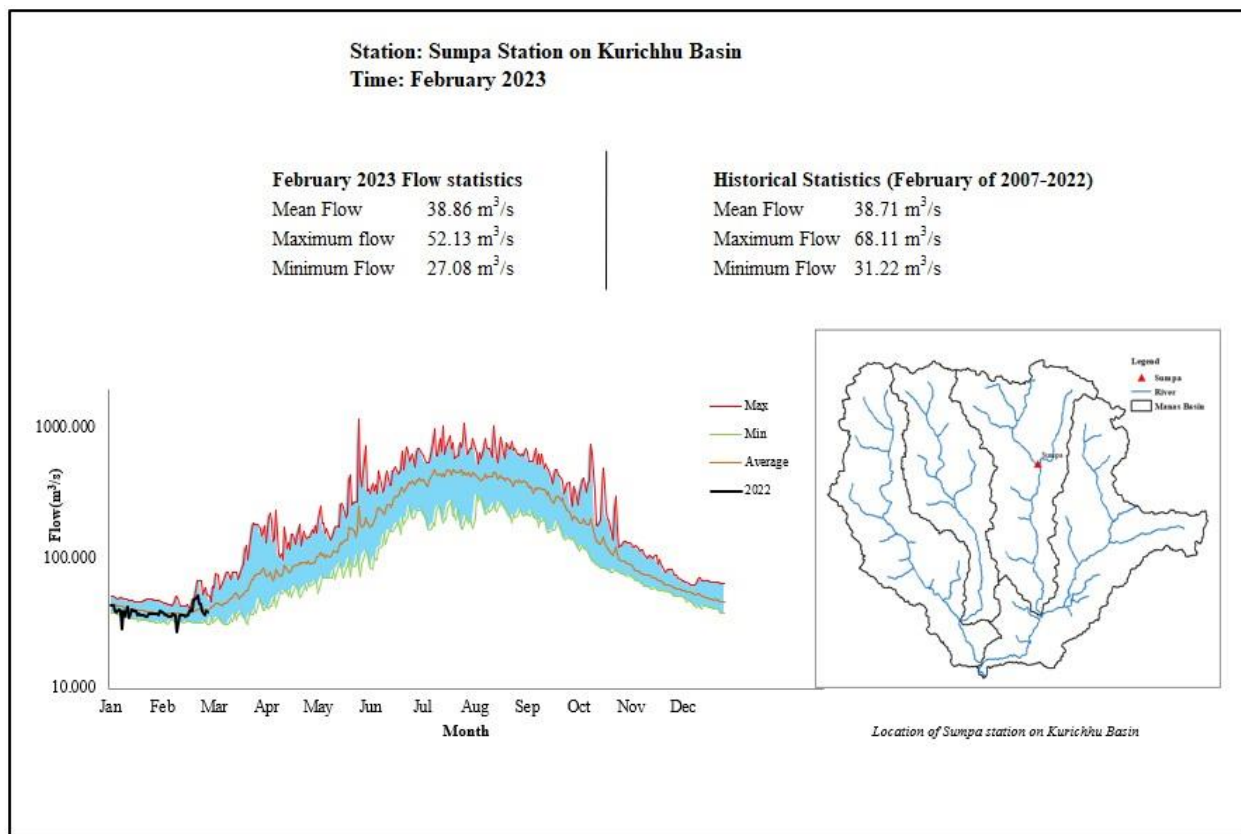 Station: Sumpa Station on Kurichhu Basin
Time: February 2023
February 2023 Flow statistics
Mean Flow 38.86 m³/s
Maximum flow 52.13 m³/s
Minimum Flow 27.08 m³/s
Historical Statistics (February of 2007-2022)
Mean Flow 38.71 m³/s
Maximum Flow 68.11 m³/s
Minimum Flow 31.22 m³/s
Flow(m³/s)
1000.000
100.000
10.000
Jan Feb Mar Apr May Jun Jul Aug Sep Oct Nov Dec
Month
Max
Min
Average
2022
Legend
Sumpa
River
Manas Basin
Sumpa
Location of Sumpa station on Kurichhu Basin